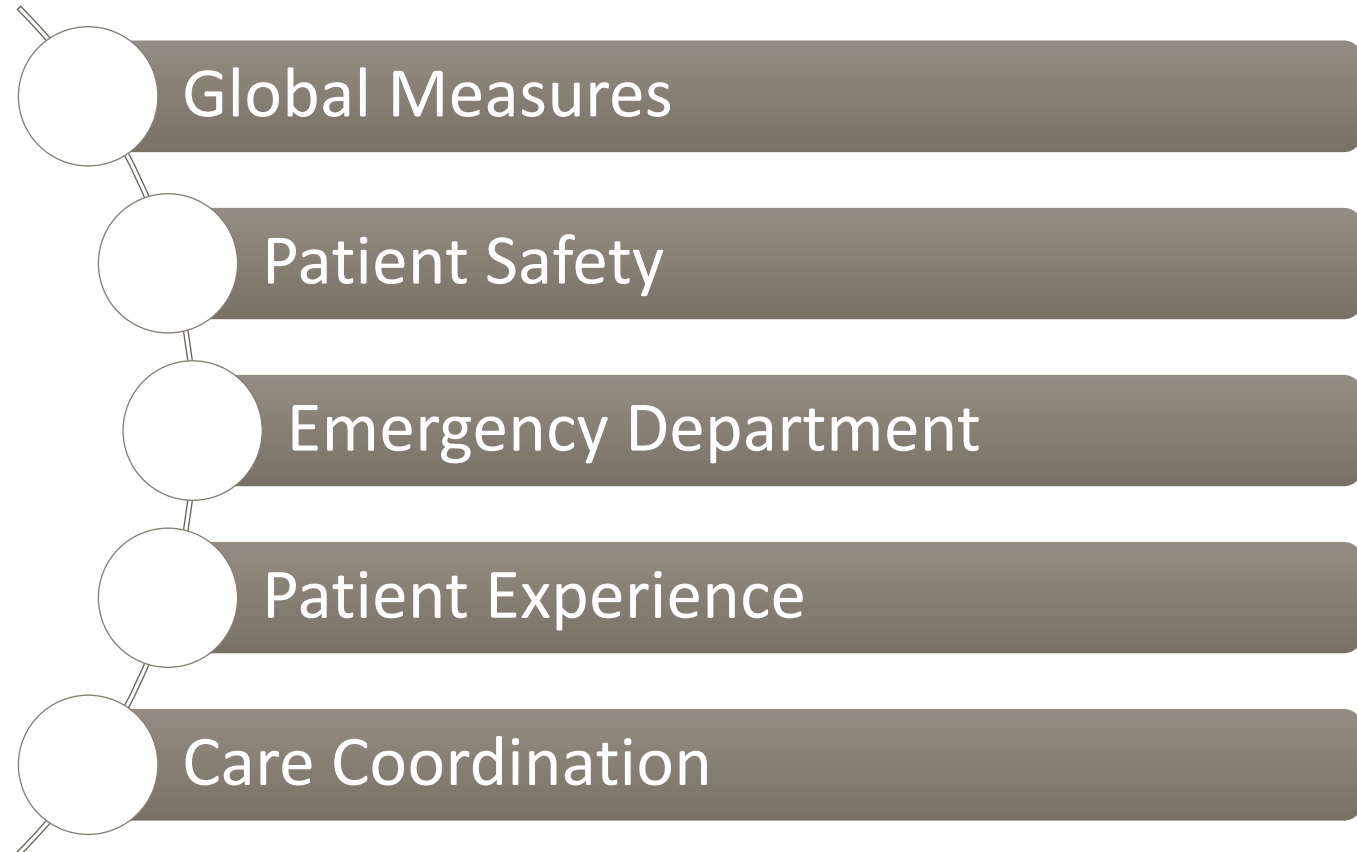 Global Measures
Patient Safety
Emergency Department
Patient Experience
Care Coordination